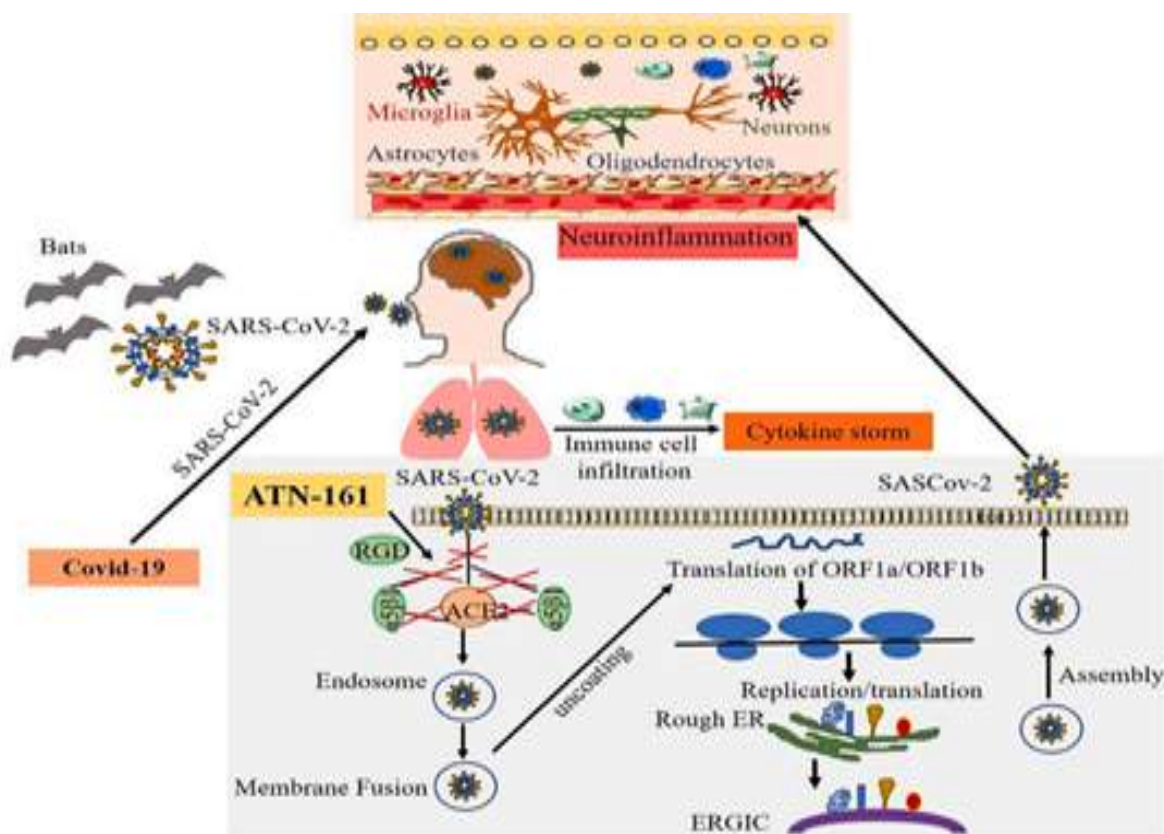 Microglia
Neurons
Astrocytes
Oligodendrocytes
Neuroinflammation
Bats
SARS-CoV-2
SARS-CoV-2
Immune cell
infiltration
Cytokine storm
SARS-CoV-2
SASCov-2
ATN-161
Covid-19
RGD
ACE2
Translation of ORF1a/ORF1b
Endosome
uncoating
Replication/translation
Assembly
Rough ER
Membrane Fusion
ERGIC